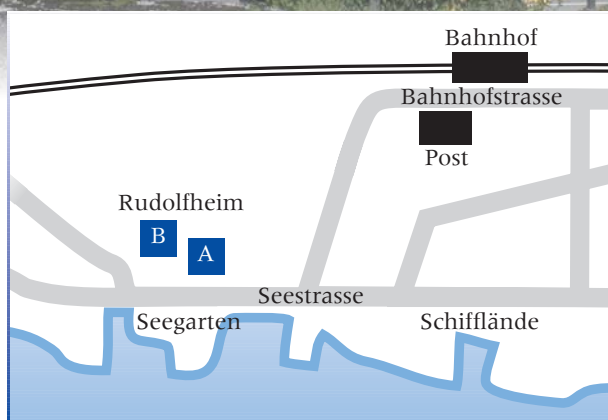 Bahnhof
Bahnhofstrasse
Post
Rudolfheim
B
A
Seestrasse
Seegarten
Schifflände